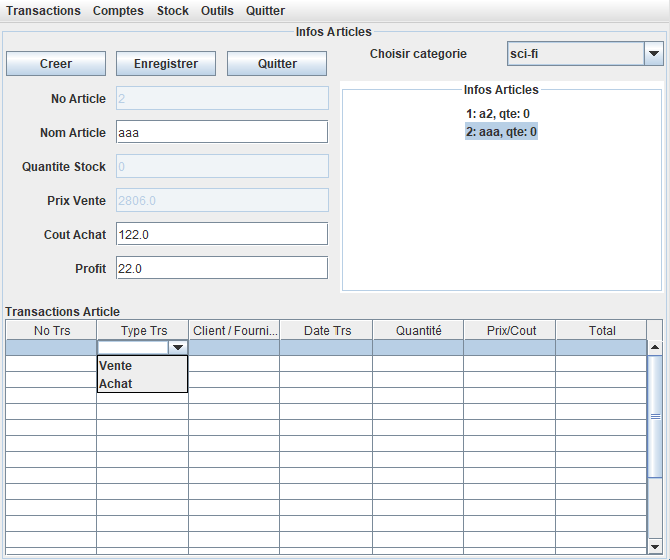 Transactions Comptes Stock Outils Quitter
Infos Articles
Creer Enregistrer Quitter
Choisir categorie sci-fi
No Article 2
Nom Article aaa
Quantite Stock 0
Prix Vente 2806.0
Cout Achat 122.0
Profit 22.0
Infos Articles
1: a2, qte: 0
2: aaa, qte: 0
Transactions Article
No Trs Type Trs Client / Fourni... Date Trs Quantité Prix/Cout Total
Vente
Achat